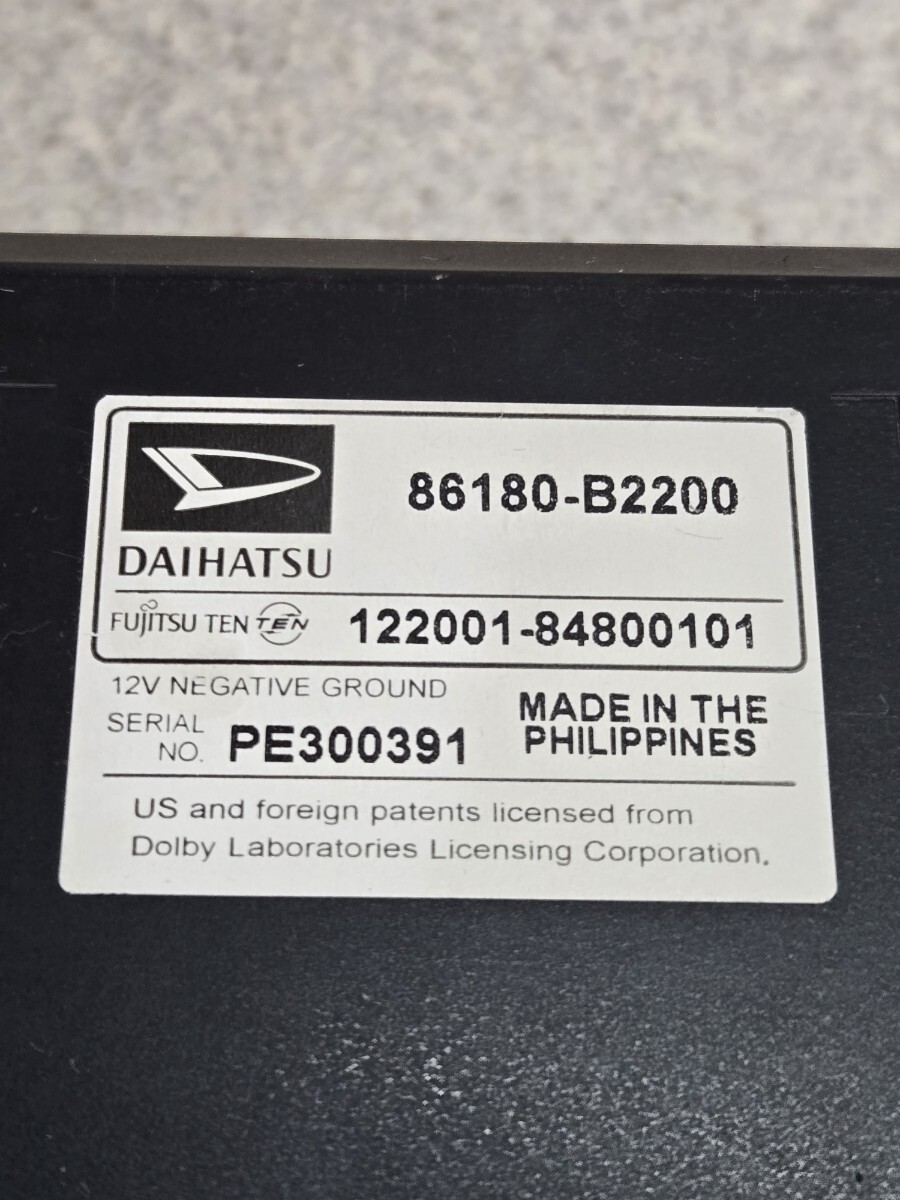 86180-B2200
DAIHATSU
FUJITSU TEN TEN 122001-84800101
12V NEGATIVE GROUND
SERIAL NO. PE300391
MADE IN THE
PHILIPPINES
US and foreign patents licensed from
Dolby Laboratories Licensing Corporation.